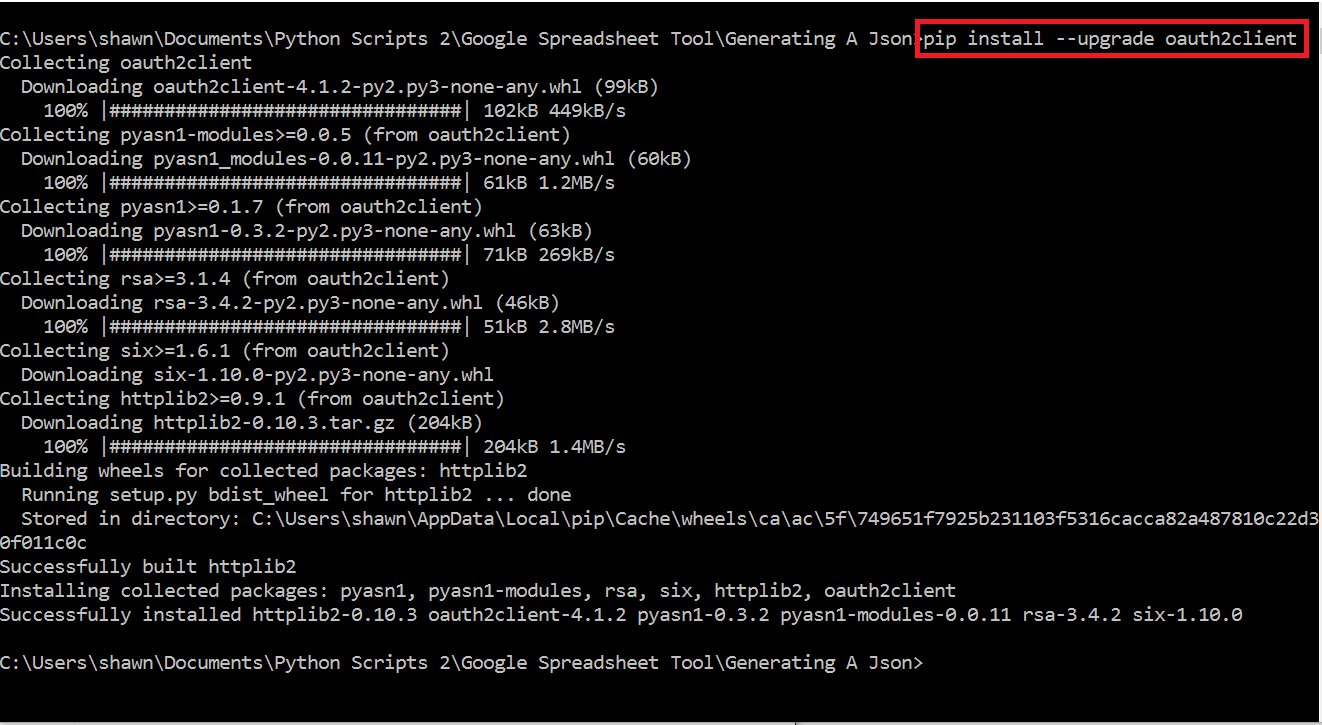 C:\Users\shawn\Documents\Python Scripts 2\Google Spreadsheet Tool\Generating A Json>pip install --upgrade oauth2client
Collecting oauth2client
  Downloading oauth2client-4.1.2-py2.py3-none-any.whl (99kB)
    100% |################################| 102kB 449kB/s
Collecting pyasn1-modules>=0.0.5 (from oauth2client)
  Downloading pyasn1_modules-0.0.11-py2.py3-none-any.whl (60kB)
    100% |################################| 61kB 1.2MB/s
Collecting pyasn1>=0.1.7 (from oauth2client)
  Downloading pyasn1-0.3.2-py2.py3-none-any.whl (63kB)
    100% |################################| 71kB 269kB/s
Collecting rsa>=3.1.4 (from oauth2client)
  Downloading rsa-3.4.2-py2.py3-none-any.whl (46kB)
    100% |################################| 51kB 2.8MB/s
Collecting six>=1.6.1 (from oauth2client)
  Downloading six-1.10.0-py2.py3-none-any.whl
Collecting httplib2>=0.9.1 (from oauth2client)
  Downloading httplib2-0.10.3.tar.gz (204kB)
    100% |################################| 204kB 1.4MB/s
Building wheels for collected packages: httplib2
  Running setup.py bdist_wheel for httplib2 ... done
  Stored in directory: C:\Users\shawn\AppData\Local\pip\Cache\wheels\ca\ac\5f\749651f7925b231103f5316cacca82a487810c22d3
0f011c0c
Successfully built httplib2
Installing collected packages: pyasn1, pyasn1-modules, rsa, six, httplib2, oauth2client
Successfully installed httplib2-0.10.3 oauth2client-4.1.2 pyasn1-0.3.2 pyasn1-modules-0.0.11 rsa-3.4.2 six-1.10.0
C:\Users\shawn\Documents\Python Scripts 2\Google Spreadsheet Tool\Generating A Json>